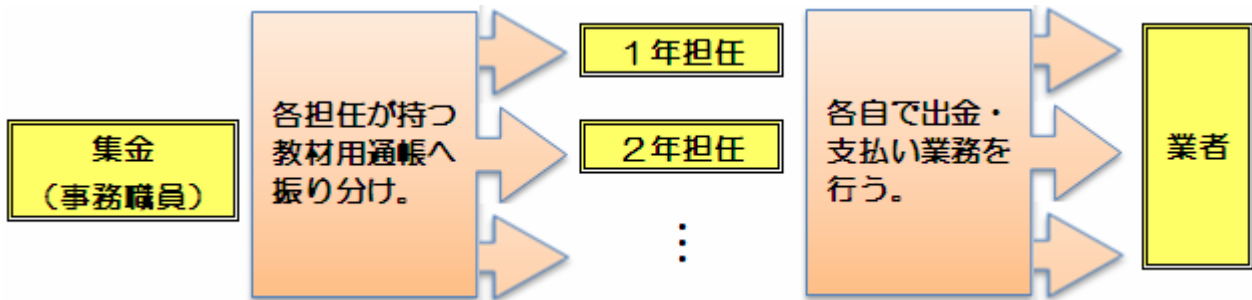 集金
（事務職員）
各担任が持つ
教材用通帳へ
振り分け。
１年担任
２年担任
⋮
各自で出金・
支払い業務を
行う。
業者